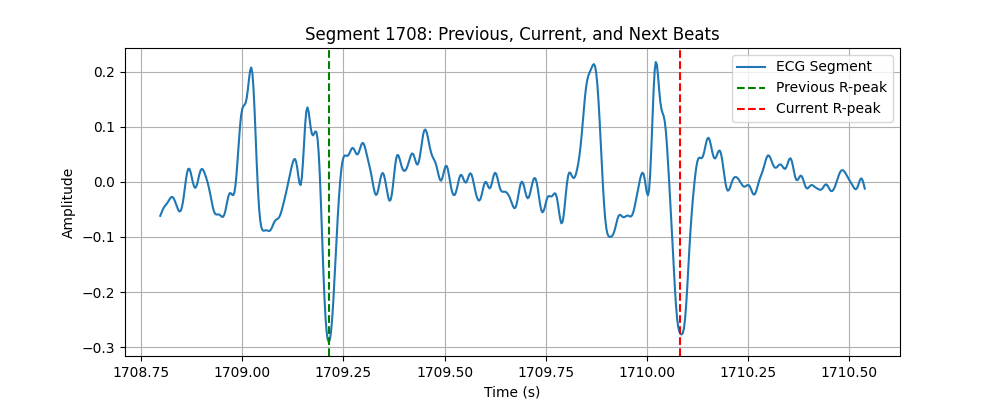 Segment 1708: Previous, Current, and Next Beats
ECG Segment
Previous R-peak
Current R-peak
Amplitude
0.2
0.1
0.0
−0.1
−0.2
−0.3
1708.75 1709.00 1709.25 1709.50 1709.75 1710.00 1710.25 1710.50
Time (s)